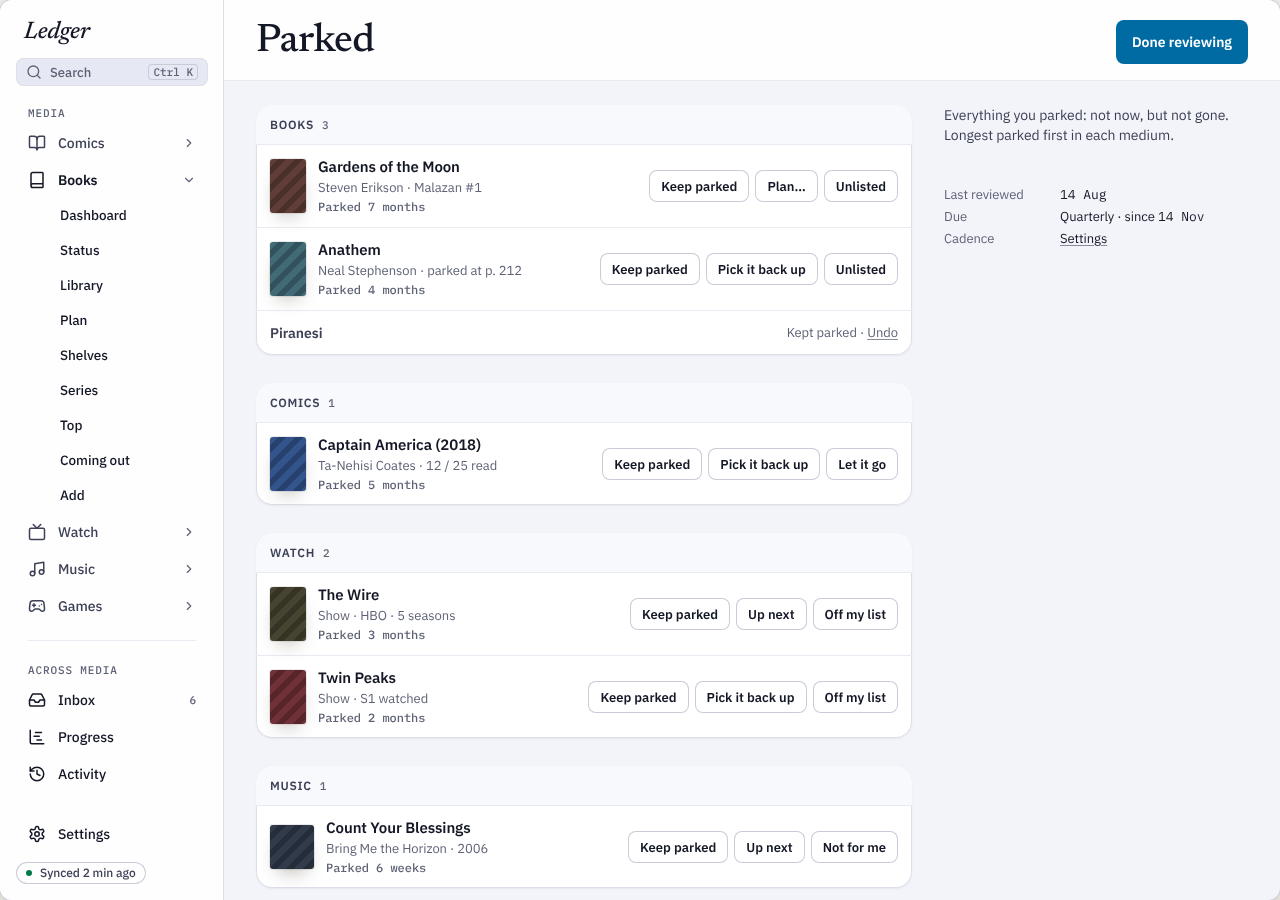 Ledger
Search
Ctrl K
MEDIA
Comics
Books
Dashboard
Status
Library
Plan
Shelves
Series
Top
Coming out
Add
Watch
Music
Games
ACROSS MEDIA
Inbox 6
Progress
Activity
Settings
Synced 2 min ago
Parked
Done reviewing
BOOKS 3
Gardens of the Moon
Steven Erikson · Malazan #1
Parked 7 months
Keep parked
Plan…
Unlisted
Anathem
Neal Stephenson · parked at p. 212
Parked 4 months
Keep parked
Pick it back up
Unlisted
Piranesi
Kept parked · Undo
COMICS 1
Captain America (2018)
Ta-Nehisi Coates · 12 / 25 read
Parked 5 months
Keep parked
Pick it back up
Let it go
WATCH 2
The Wire
Show · HBO · 5 seasons
Parked 3 months
Keep parked
Up next
Off my list
Twin Peaks
Show · S1 watched
Parked 2 months
Keep parked
Pick it back up
Off my list
MUSIC 1
Count Your Blessings
Bring Me the Horizon · 2006
Parked 6 weeks
Keep parked
Up next
Not for me
Everything you parked: not now, but not gone.
Longest parked first in each medium.
Last reviewed 14 Aug
Due Quarterly · since 14 Nov
Cadence Settings